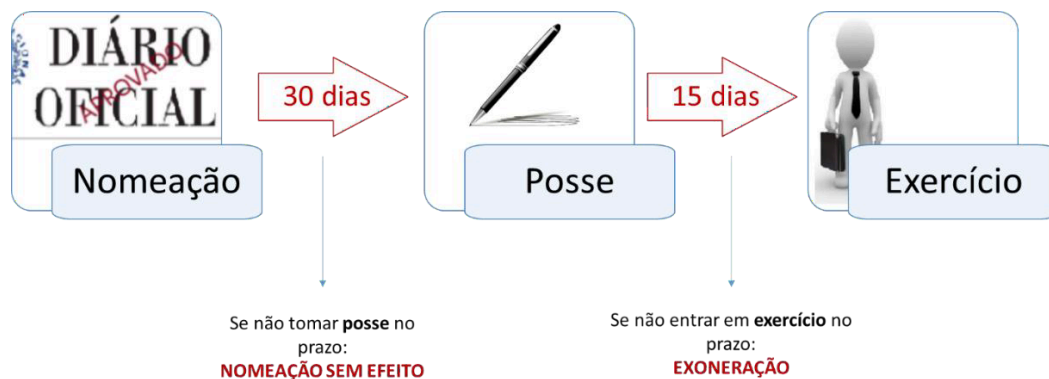 DIÁRIO
OFICIAL
APROVADO
30 dias
15 dias
Nomeação
Posse
Exercício
Se não tomar posse no
prazo:
NOMEAÇÃO SEM EFEITO
Se não entrar em exercício no
prazo:
EXONERAÇÃO